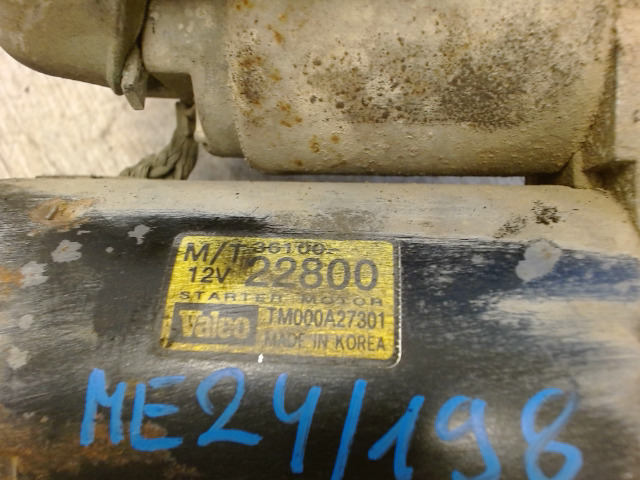 M/T 36100-
12V 22800
STARTER MOTOR
Valeo TM000A27301
MADE IN KOREA
ME24/198